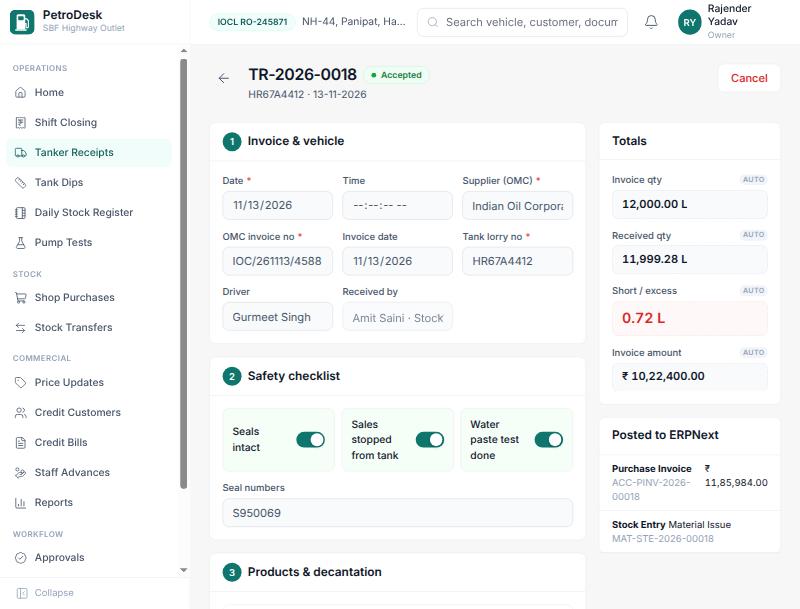 PetroDesk
SBF Highway Outlet
IOCL RO-245871
NH-44, Panipat, Ha...
Search vehicle, customer, docum
RY
Rajender Yadav
Owner
OPERATIONS
Home
Shift Closing
Tanker Receipts
Tank Dips
Daily Stock Register
Pump Tests
STOCK
Shop Purchases
Stock Transfers
COMMERCIAL
Price Updates
Credit Customers
Credit Bills
Staff Advances
Reports
WORKFLOW
Approvals
Collapse
TR-2026-0018
Accepted
HR67A4412 · 13-11-2026
Cancel
1 Invoice & vehicle
Date * Time Supplier (OMC) *
11/13/2026 --:--:-- -- Indian Oil Corpora
OMC invoice no * Invoice date Tank lorry no *
IOC/261113/4588 11/13/2026 HR67A4412
Driver Received by
Gurmeet Singh Amit Saini · Stock
2 Safety checklist
Seals intact
Sales stopped from tank
Water paste test done
Seal numbers
S950069
3 Products & decantation
Totals
Invoice qty AUTO
12,000.00 L
Received qty AUTO
11,999.28 L
Short / excess AUTO
0.72 L
Invoice amount AUTO
₹ 10,22,400.00
Posted to ERPNext
Purchase Invoice ₹ 11,85,984.00
ACC-PINV-2026-00018
Stock Entry Material Issue
MAT-STE-2026-00018